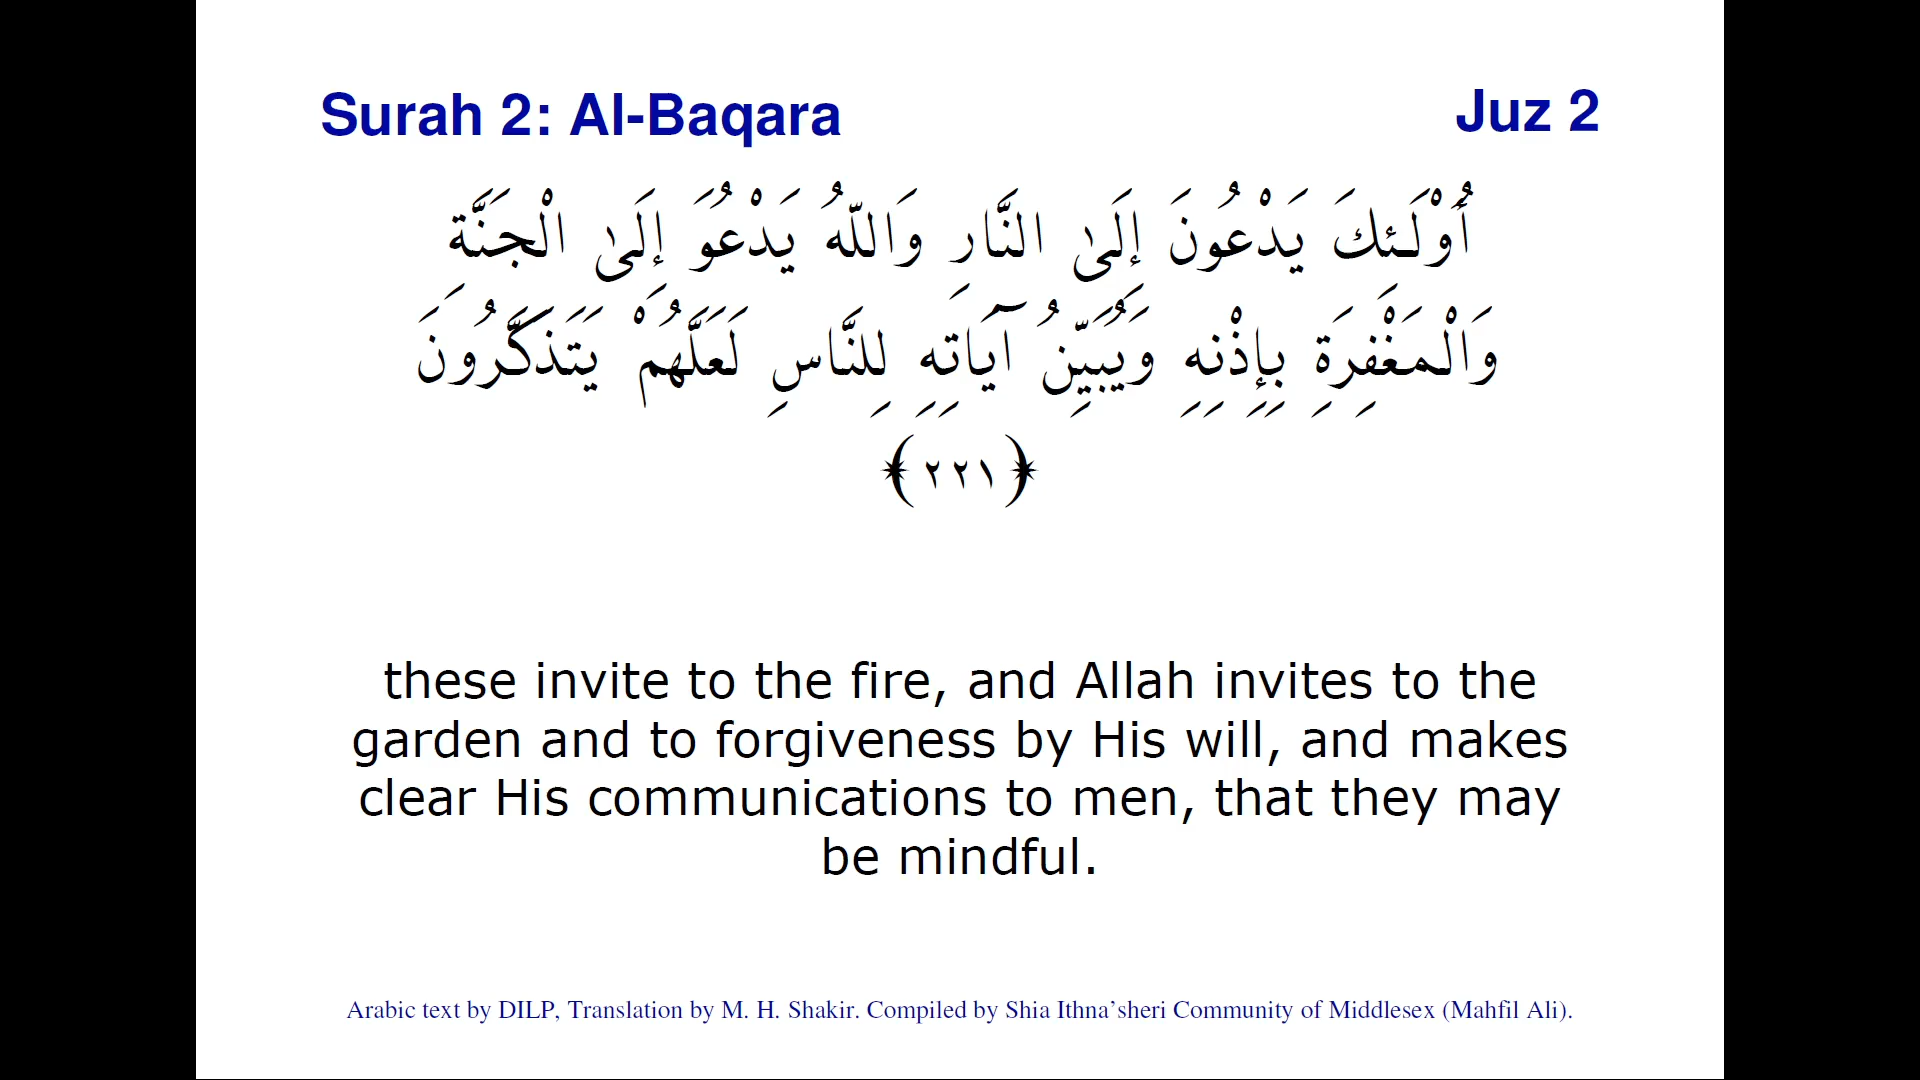 Surah 2: Al-Baqara
Juz 2
أُوْلَـئِكَ يَدْعُونَ إِلَىٰ النَّارِ وَاللّهُ يَدْعُوَ إِلَىٰ الْجَنَّةِ
وَالْمَغْفِرَةِ بِإِذْنِهِ وَيُبَيِّنُ آيَاتِهِ لِلنَّاسِ لَعَلَّهُمْ يَتَذَكَّرُونَ
﴿٢٢١﴾
these invite to the fire, and Allah invites to the
garden and to forgiveness by His will, and makes
clear His communications to men, that they may
be mindful.
Arabic text by DILP, Translation by M. H. Shakir. Compiled by Shia Ithna’sheri Community of Middlesex (Mahfil Ali).